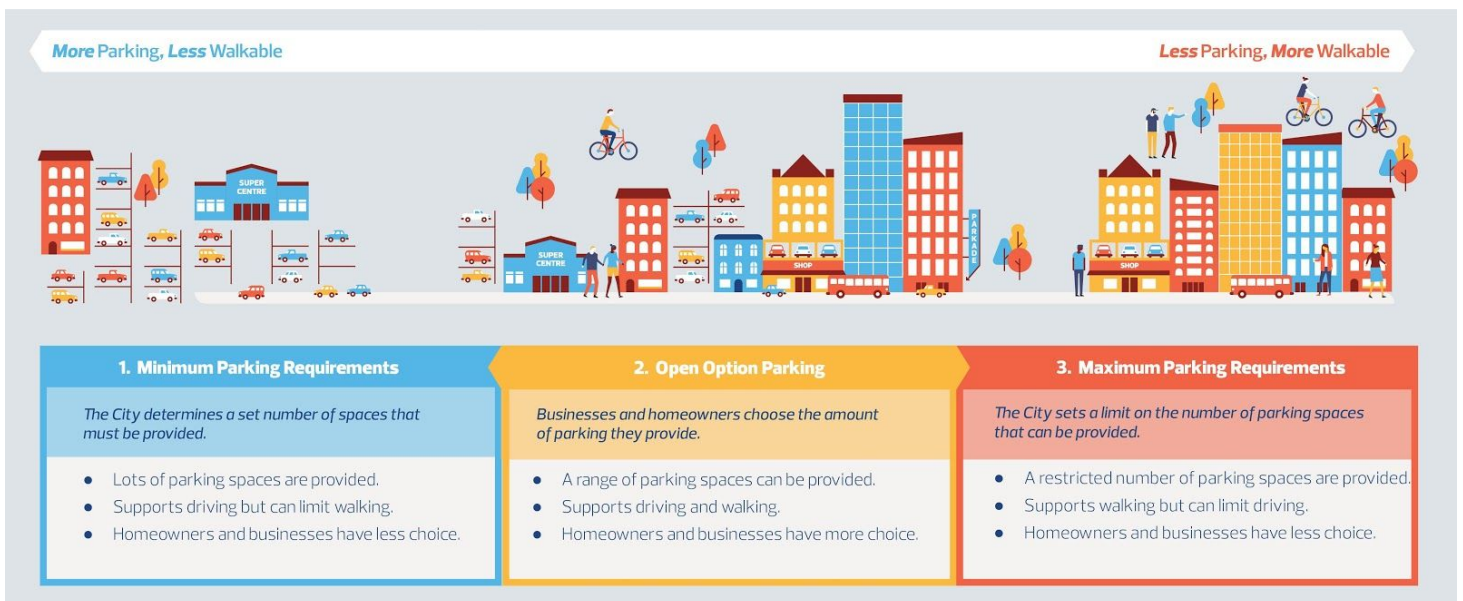 More Parking, Less Walkable
Less Parking, More Walkable
SUPER
CENTRE
SUPER
CENTRE
SHOP
PARKADE
SHOP
1. Minimum Parking Requirements
The City determines a set number of spaces that
must be provided.
● Lots of parking spaces are provided.
● Supports driving but can limit walking.
● Homeowners and businesses have less choice.
2. Open Option Parking
Businesses and homeowners choose the amount
of parking they provide.
● A range of parking spaces can be provided.
● Supports driving and walking.
● Homeowners and businesses have more choice.
3. Maximum Parking Requirements
The City sets a limit on the number of parking spaces
that can be provided.
● A restricted number of parking spaces are provided.
● Supports walking but can limit driving.
● Homeowners and businesses have less choice.